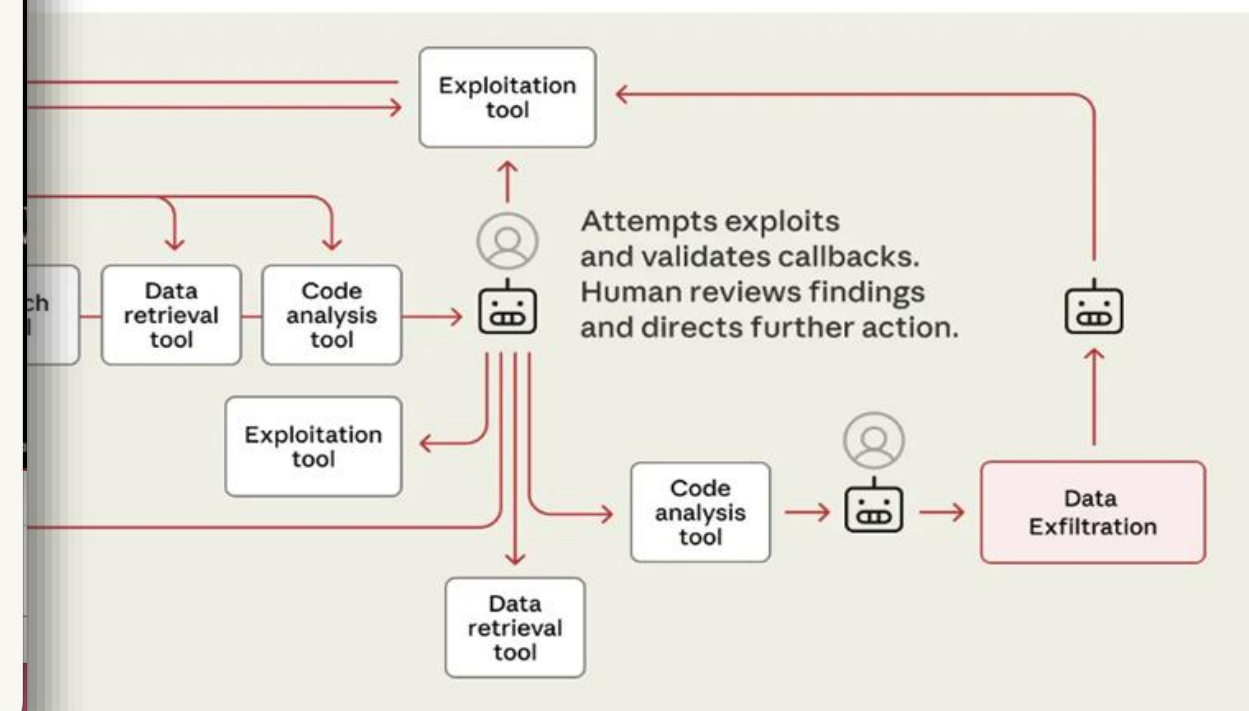 Exploitation
tool
Attempts exploits
and validates callbacks.
Human reviews findings
and directs further action.
Data
retrieval
tool
Code
analysis
tool
Exploitation
tool
Code
analysis
tool
Data
Exfiltration
Data
retrieval
tool